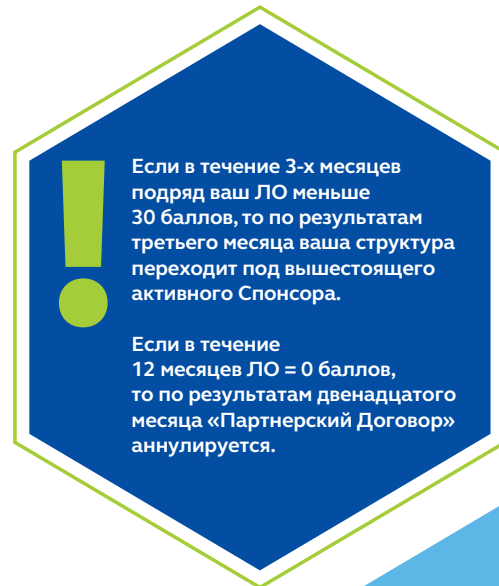 !
Если в течение 3-х месяцев
подряд ваш ЛО меньше
30 баллов, то по результатам
третьего месяца ваша структура
переходит под вышестоящего
активного Спонсора.
Если в течение
12 месяцев ЛО = 0 баллов,
то по результатам двенадцатого
месяца «Партнерский Договор»
аннулируется.